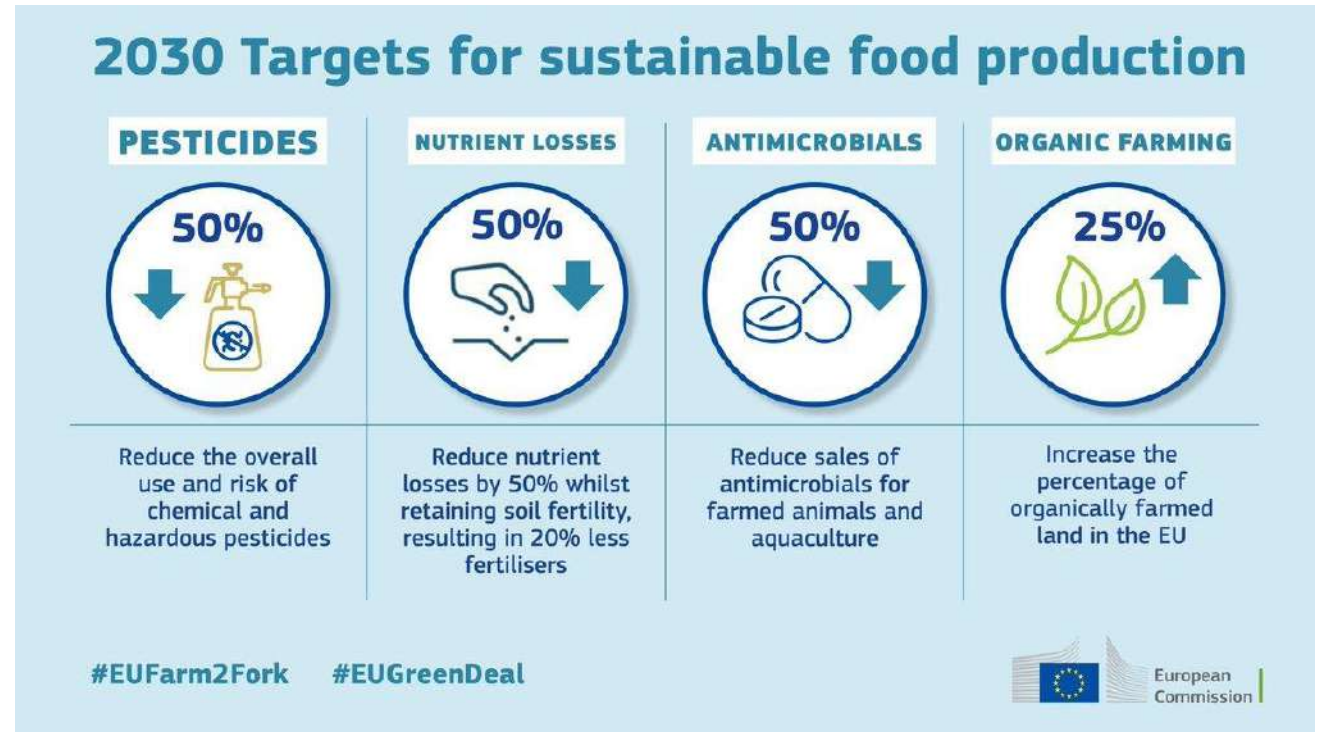 2030 Targets for sustainable food production
PESTICIDES
50%
Reduce the overall
use and risk of
chemical and
hazardous pesticides
NUTRIENT LOSSES
50%
Reduce nutrient
losses by 50% whilst
retaining soil fertility,
resulting in 20% less
fertilisers
ANTIMICROBIALS
50%
Reduce sales of
antimicrobials for
farmed animals and
aquaculture
ORGANIC FARMING
25%
Increase the
percentage of
organically farmed
land in the EU
#EUFarm2Fork #EUGreenDeal
European
Commission